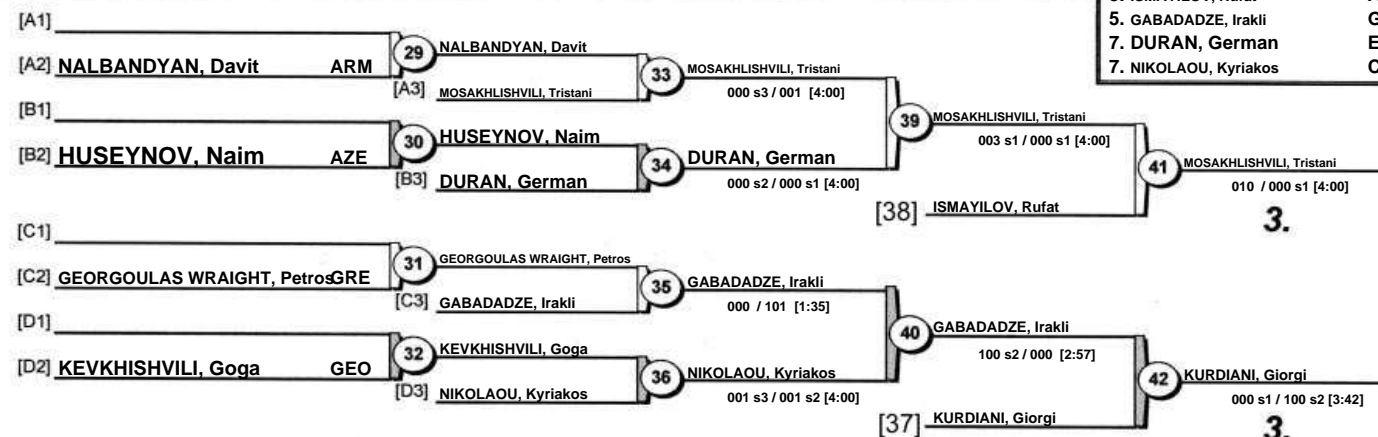 5. GABADADZE, Irakli G
7. DURAN, German E
7. NIKOLAOU, Kyriakos C
[A1]
[A2] NALBANDYAN, Davit ARM
29
NALBANDYAN, Davit
[A3] MOSAKHLISHVILI, Tristani
33
MOSAKHLISHVILI, Tristani
000 s3 / 001 [4:00]
[B1]
[B2] HUSEYNOV, Naim AZE
30
HUSEYNOV, Naim
[B3] DURAN, German
34
DURAN, German
000 s2 / 000 s1 [4:00]
39
MOSAKHLISHVILI, Tristani
003 s1 / 000 s1 [4:00]
[38] ISMAYILOV, Rufat
41
MOSAKHLISHVILI, Tristani
010 / 000 s1 [4:00]
3.
[C1]
[C2] GEORGOULAS WRAIGHT, Petros GRE
31
GEORGOULAS WRAIGHT, Petros
[C3] GABADADZE, Irakli
35
GABADADZE, Irakli
000 / 101 [1:35]
[D1]
[D2] KEVKHISHVILI, Goga GEO
32
KEVKHISHVILI, Goga
[D3] NIKOLAOU, Kyriakos
36
NIKOLAOU, Kyriakos
001 s3 / 001 s2 [4:00]
40
GABADADZE, Irakli
100 s2 / 000 [2:57]
[37] KURDIANI, Giorgi
42
KURDIANI, Giorgi
000 s1 / 100 s2 [3:42]
3.